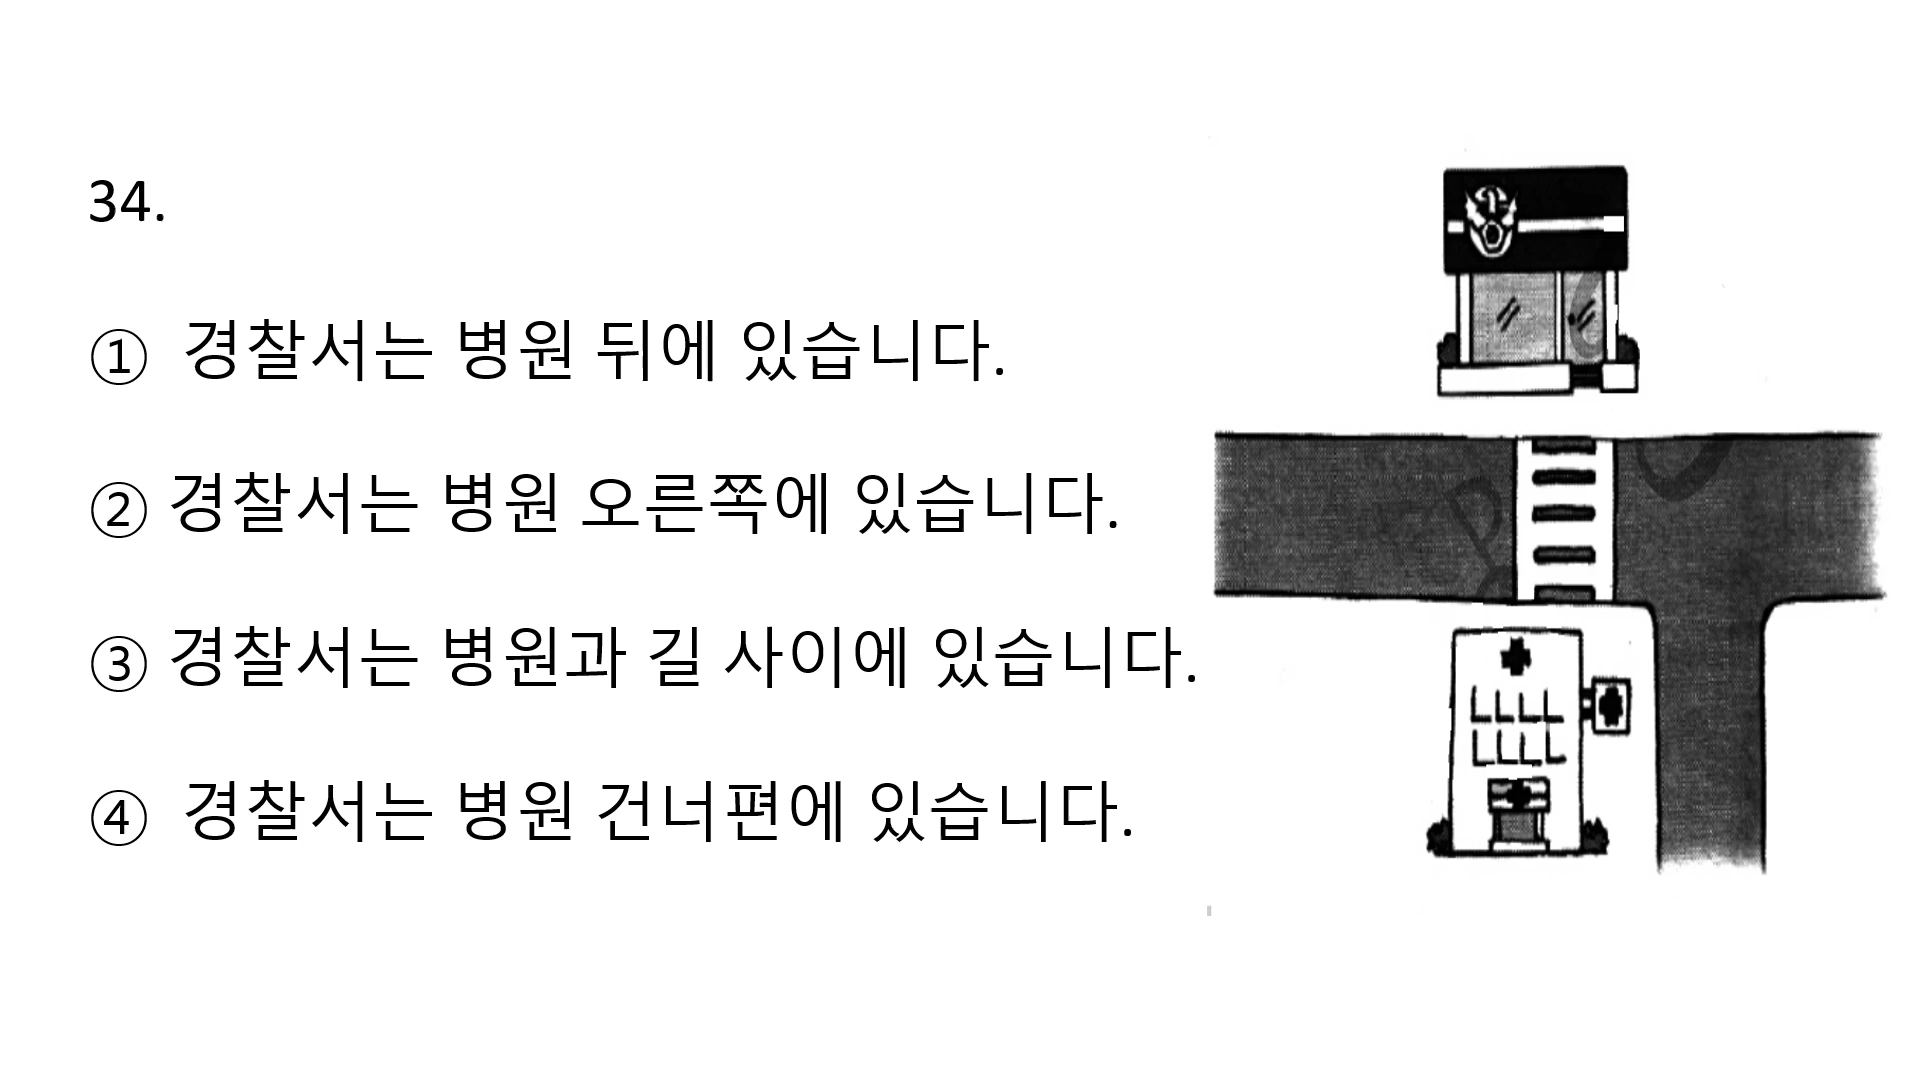 34.
① 경찰서는 병원 뒤에 있습니다.
② 경찰서는 병원 오른쪽에 있습니다.
③ 경찰서는 병원과 길 사이에 있습니다.
④ 경찰서는 병원 건너편에 있습니다.